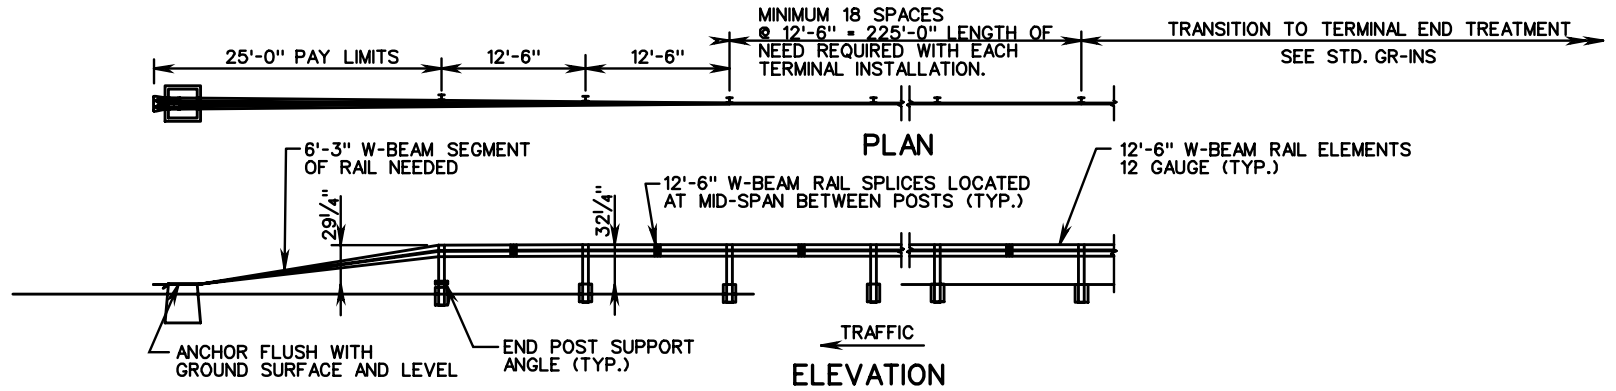 MINIMUM 18 SPACES
@ 12'-6" = 225'-0" LENGTH OF
NEED REQUIRED WITH EACH
TERMINAL INSTALLATION.
TRANSITION TO TERMINAL END TREATMENT
SEE STD. GR-INS
25'-0" PAY LIMITS
12'-6"
12'-6"
PLAN
6'-3" W-BEAM SEGMENT
OF RAIL NEEDED
12'-6" W-BEAM RAIL ELEMENTS
12 GAUGE (TYP.)
12'-6" W-BEAM RAIL SPLICES LOCATED
AT MID-SPAN BETWEEN POSTS (TYP.)
29¼"
32¼"
TRAFFIC
ANCHOR FLUSH WITH
GROUND SURFACE AND LEVEL
END POST SUPPORT
ANGLE (TYP.)
ELEVATION